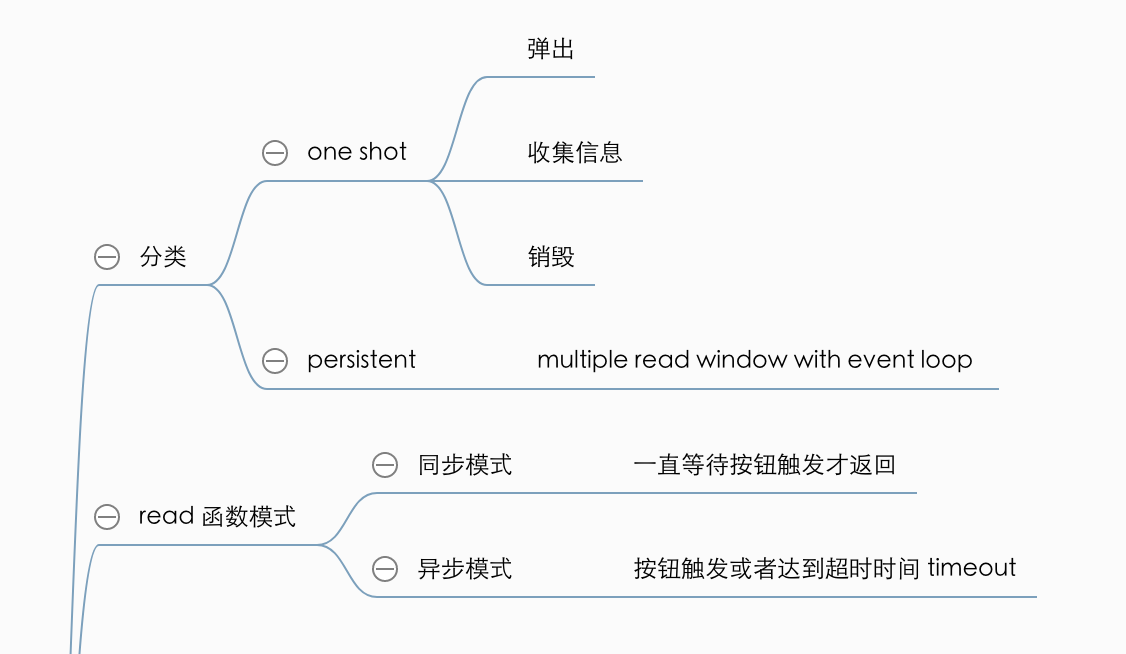 弹出
one shot
收集信息
分类
销毁
persistent
multiple read window with event loop
同步模式
一直等待按钮触发才返回
read 函数模式
异步模式
按钮触发或者达到超时时间 timeout